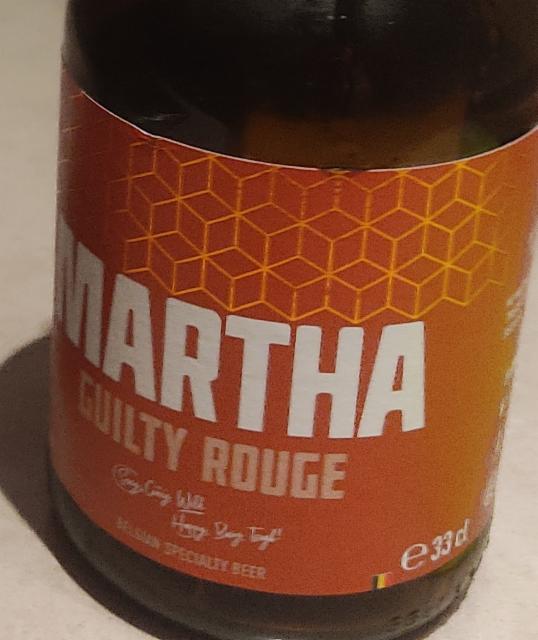 MARTHA
GUILTY ROUGE
BELGIAN SPECIALTY BEER
℮ 33 cl